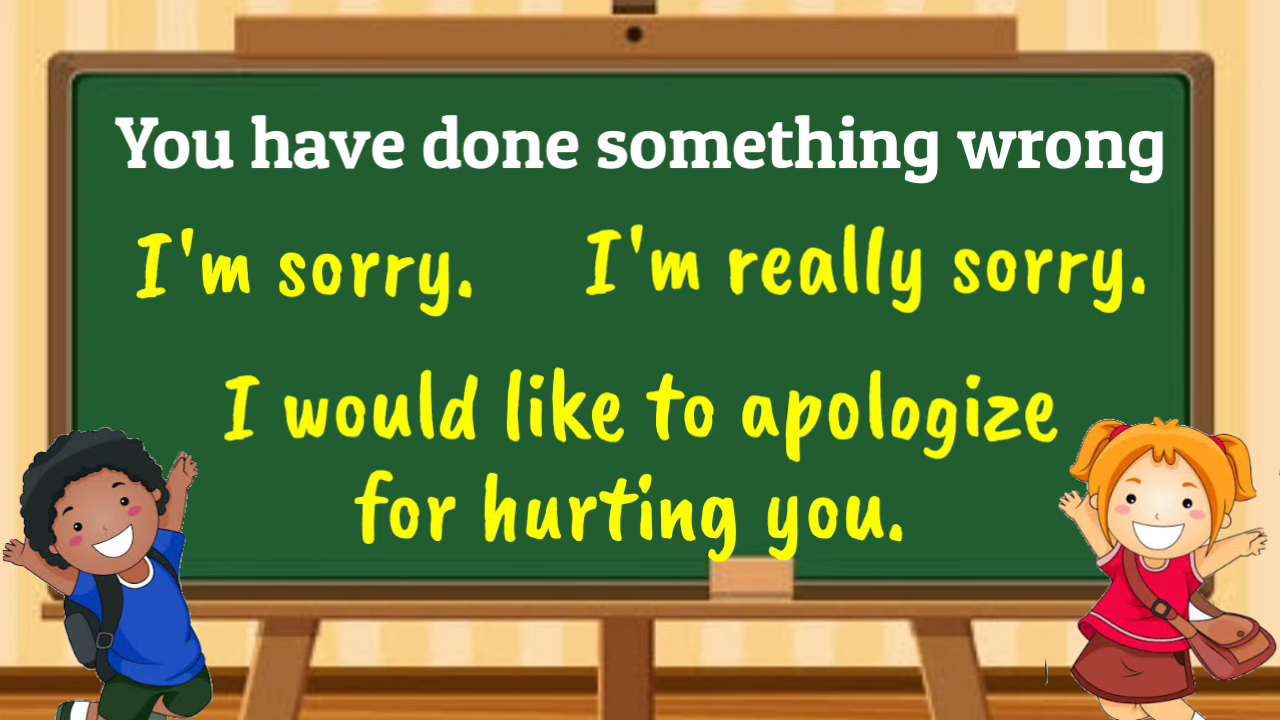 You have done something wrong
I'm sorry. I'm really sorry.
I would like to apologize
for hurting you.